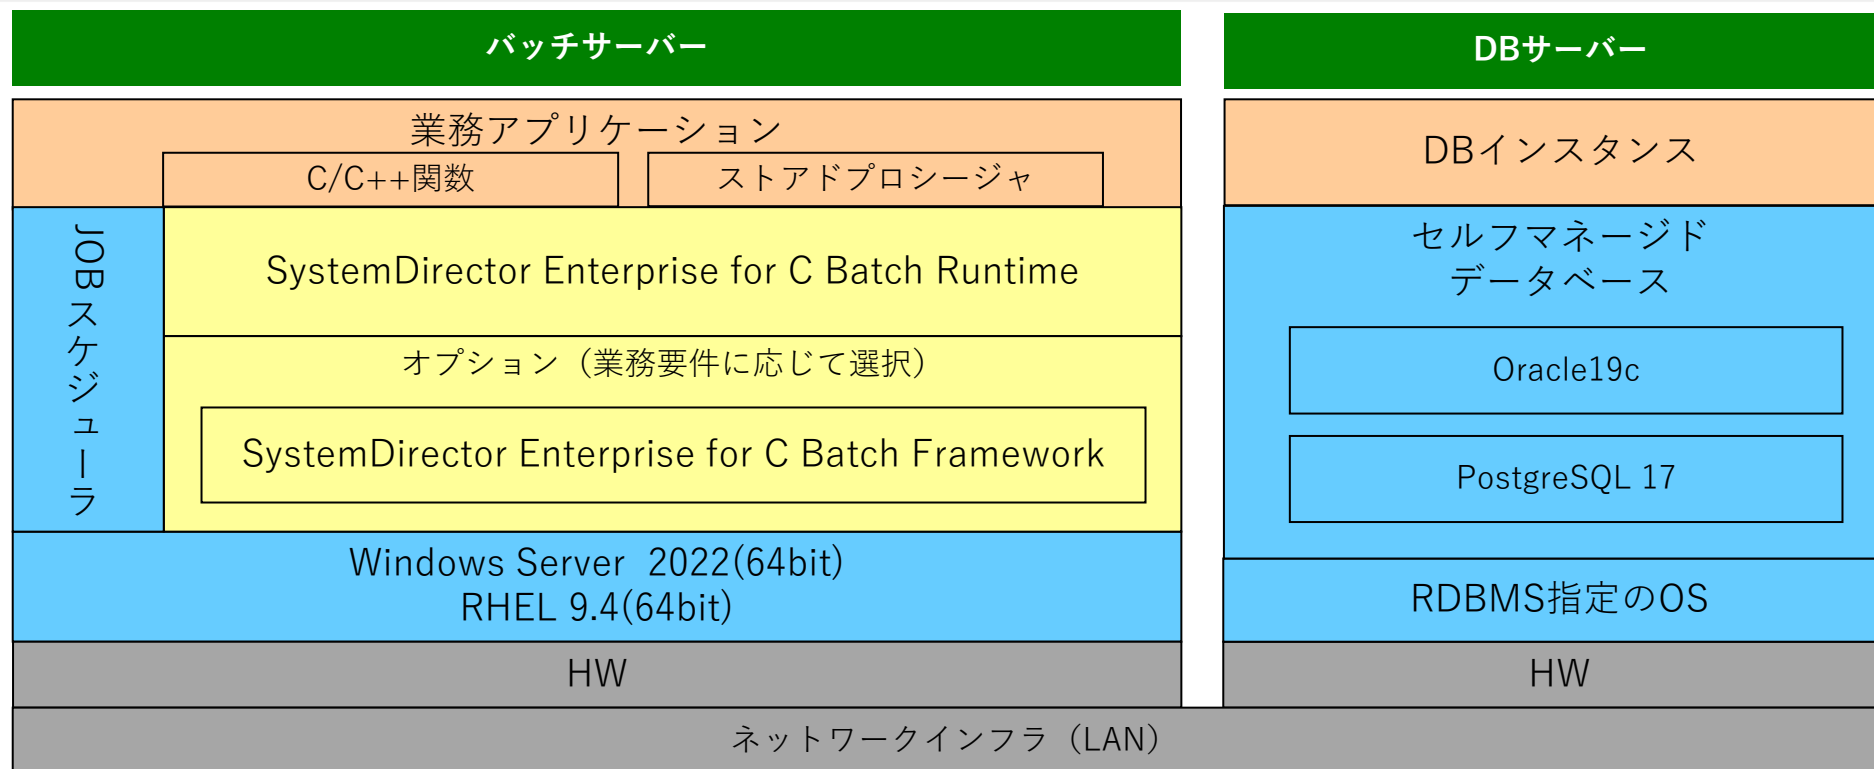 バッチサーバー
業務アプリケーション
C/C++関数
ストアドプロシージャ
JOBスケジューラ
SystemDirector Enterprise for C Batch Runtime
オプション（業務要件に応じて選択）
SystemDirector Enterprise for C Batch Framework
Windows Server 2022(64bit)
RHEL 9.4(64bit)
HW
DBサーバー
DBインスタンス
セルフマネージド
データベース
Oracle19c
PostgreSQL 17
RDBMS指定のOS
HW
ネットワークインフラ（LAN）